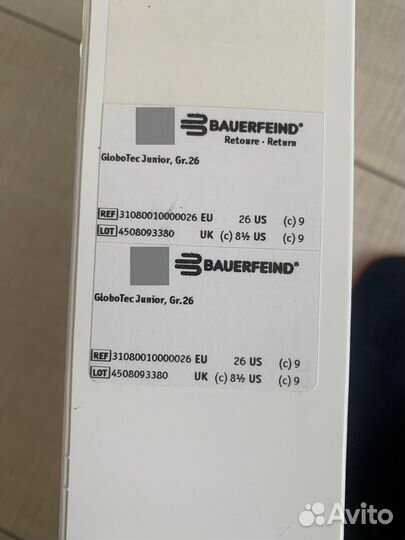 BAUERFEIND®
Retoure · Return
GloboTec Junior, Gr.26
REF 31080010000026 EU 26 US (c) 9
LOT 4508093380 UK (c) 8½ US (c) 9
BAUERFEIND®
GloboTec Junior, Gr.26
REF 31080010000026 EU 26 US (c) 9
LOT 4508093380 UK (c) 8½ US (c) 9
Avito